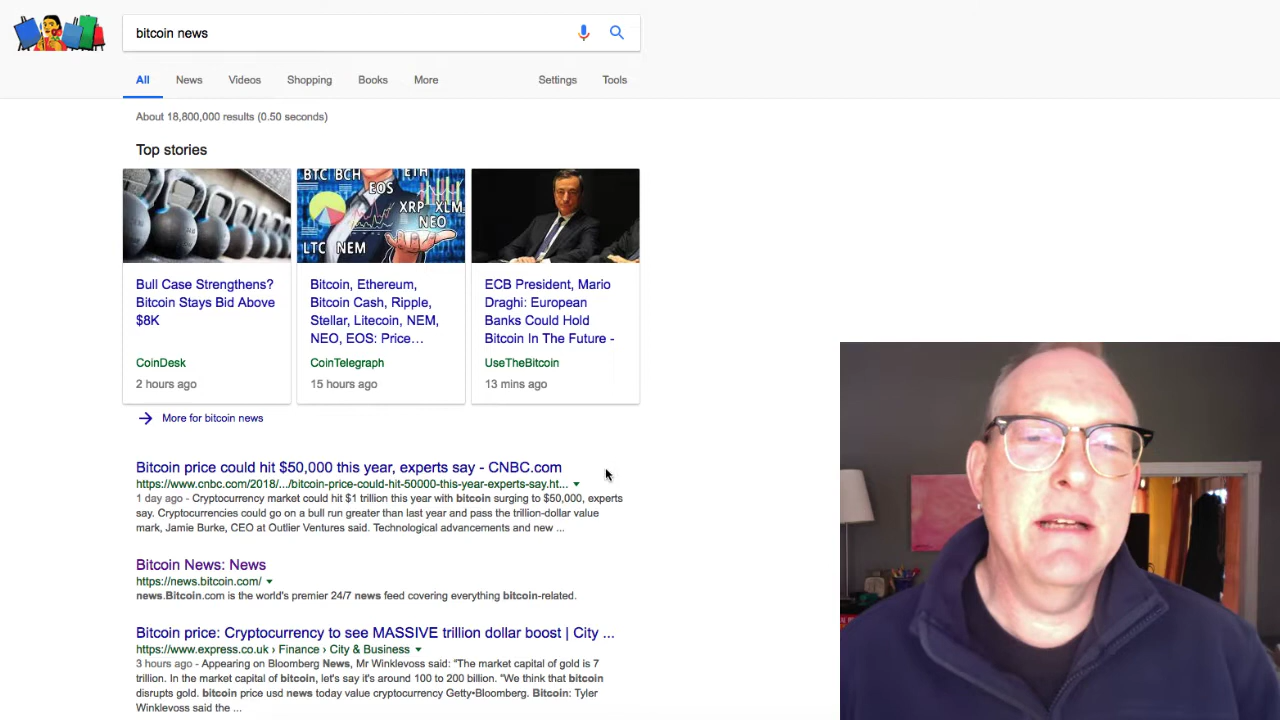 bitcoin news
All News Videos Shopping Books More Settings Tools
About 18,800,000 results (0.50 seconds)
Top stories
BTC BCH ETH
EOS
XRP XLM
NEO
LTC NEM
Bull Case Strengthens?
Bitcoin Stays Bid Above
$8K
CoinDesk
2 hours ago
Bitcoin, Ethereum,
Bitcoin Cash, Ripple,
Stellar, Litecoin, NEM,
NEO, EOS: Price…
CoinTelegraph
15 hours ago
ECB President, Mario
Draghi: European
Banks Could Hold
Bitcoin In The Future -
UseTheBitcoin
13 mins ago
More for bitcoin news
Bitcoin price could hit $50,000 this year, experts say - CNBC.com
https://www.cnbc.com/2018/.../bitcoin-price-could-hit-50000-this-year-experts-say.ht...
1 day ago - Cryptocurrency market could hit $1 trillion this year with bitcoin surging to $50,000, experts
say. Cryptocurrencies could go on a bull run greater than last year and pass the trillion-dollar value
mark, Jamie Burke, CEO at Outlier Ventures said. Technological advancements and new ...
Bitcoin News: News
https://news.bitcoin.com/
news.Bitcoin.com is the world's premier 24/7 news feed covering everything bitcoin-related.
Bitcoin price: Cryptocurrency to see MASSIVE trillion dollar boost | City ...
https://www.express.co.uk › Finance › City & Business
3 hours ago - Appearing on Bloomberg News, Mr Winklevoss said: "The market capital of gold is 7
trillion. In the market capital of bitcoin, let's say it's around 100 to 200 billion. "We think that bitcoin
disrupts gold. bitcoin price usd news today value cryptocurrency Getty•Bloomberg. Bitcoin: Tyler
Winklevoss said the ...